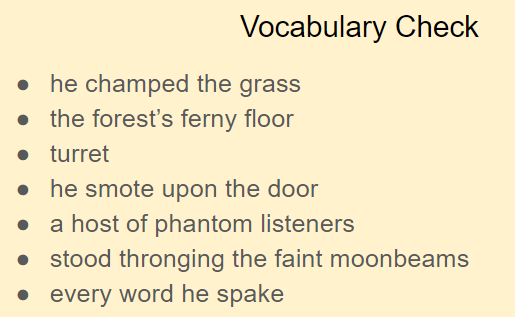 Vocabulary Check
● he champed the grass
● the forest’s ferny floor
● turret
● he smote upon the door
● a host of phantom listeners
● stood thronging the faint moonbeams
● every word he spake